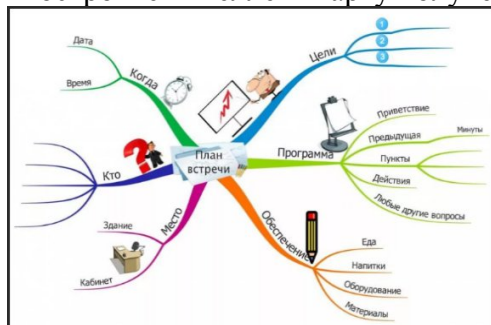 Дата
Время
Когда
1
2
3
Цели
План
встречи
Кто
Программа
Приветствие
Предыдущая
Минуты
Пункты
Действия
Любые другие вопросы
Место
Здание
Кабинет
Обеспечение
Еда
Напитки
Оборудование
Материалы